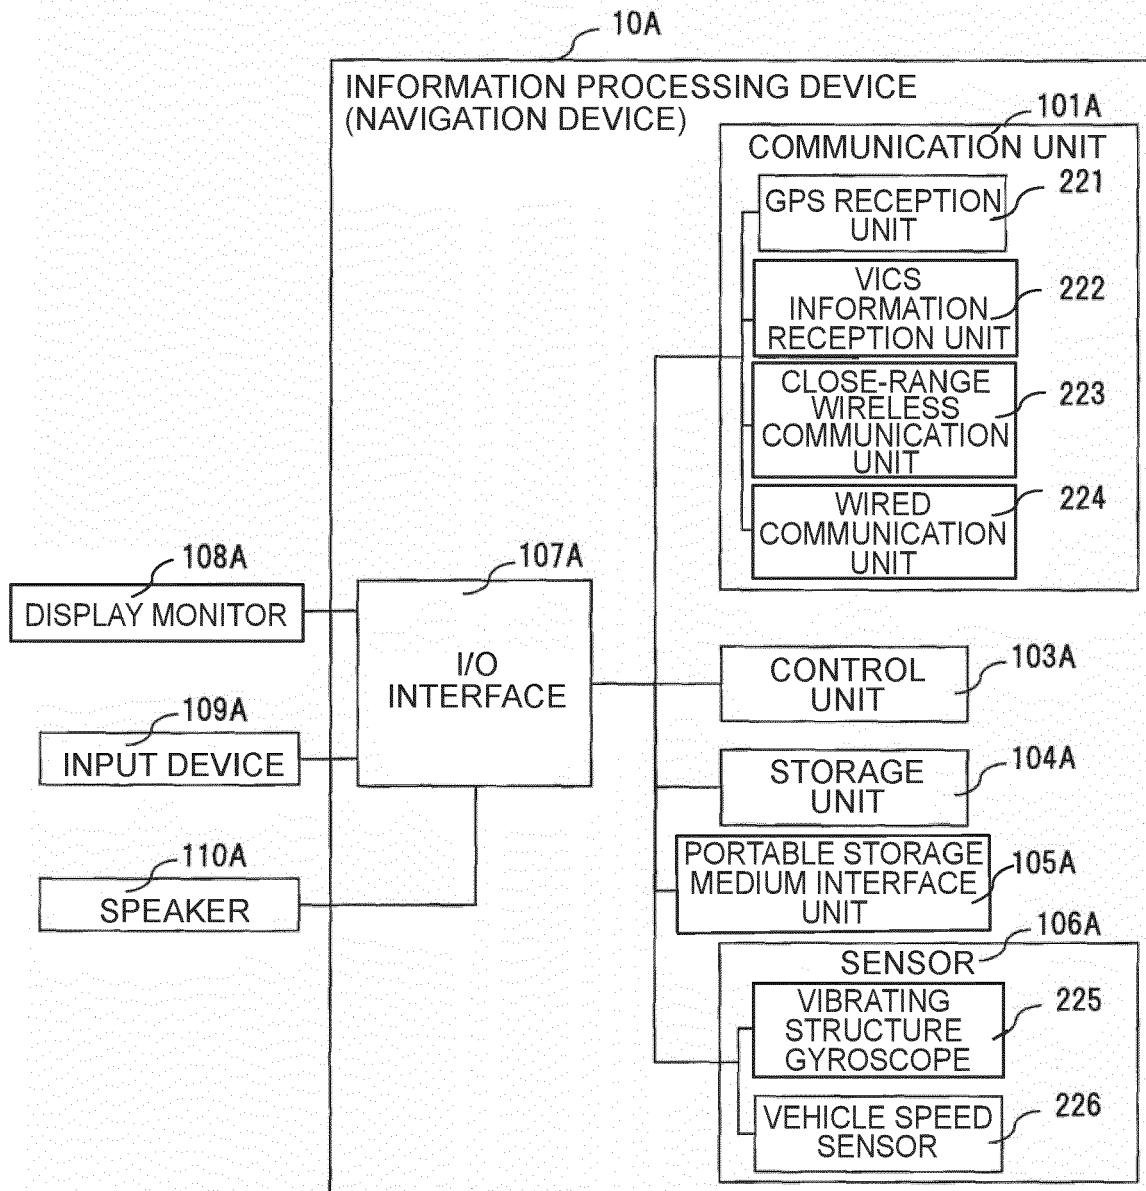 10A
INFORMATION PROCESSING DEVICE
(NAVIGATION DEVICE)
101A
COMMUNICATION UNIT
221
GPS RECEPTION
UNIT
222
VICS
INFORMATION
RECEPTION UNIT
223
CLOSE-RANGE
WIRELESS
COMMUNICATION
UNIT
224
WIRED
COMMUNICATION
UNIT
108A
DISPLAY MONITOR
107A
I/O
INTERFACE
109A
INPUT DEVICE
110A
SPEAKER
103A
CONTROL
UNIT
104A
STORAGE
UNIT
105A
PORTABLE STORAGE
MEDIUM INTERFACE
UNIT
106A
SENSOR
225
VIBRATING
STRUCTURE
GYROSCOPE
226
VEHICLE SPEED
SENSOR